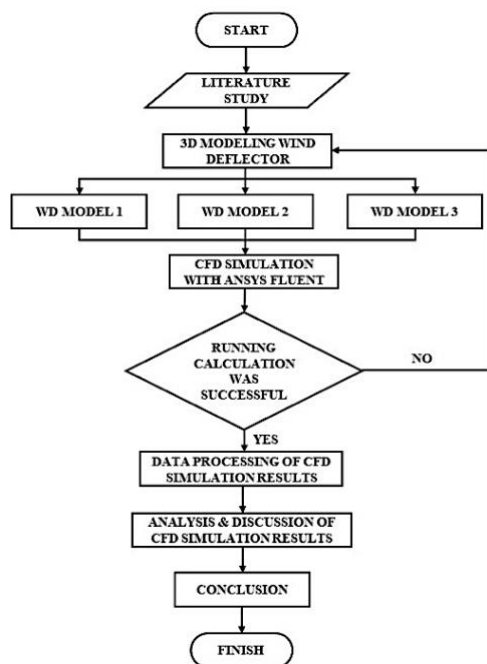 START
LITERATURE
STUDY
3D MODELING WIND
DEFLECTOR
WD MODEL 1
WD MODEL 2
WD MODEL 3
CFD SIMULATION
WITH ANSYS FLUENT
RUNNING
CALCULATION
WAS
SUCCESSFUL
NO
YES
DATA PROCESSING OF CFD
SIMULATION RESULTS
ANALYSIS & DISCUSSION OF
CFD SIMULATION RESULTS
CONCLUSION
FINISH